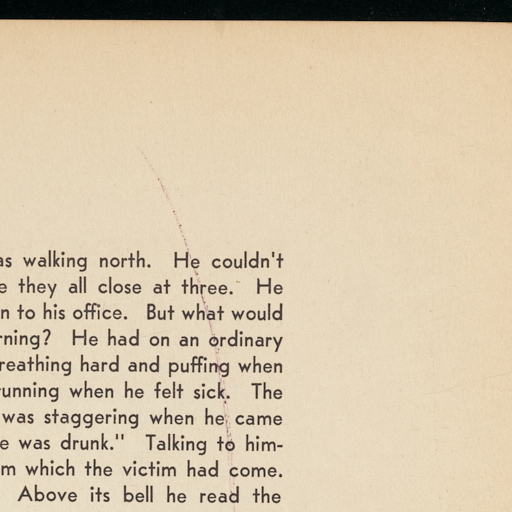 as walking north. He couldn't
they all close at three. He
to his office. But what would
He had on an ordinary
reathing hard and puffing when
unning when he felt sick. The
was staggering when he came
was drunk." Talking to him-
which the victim had come.
Above its bell he read the